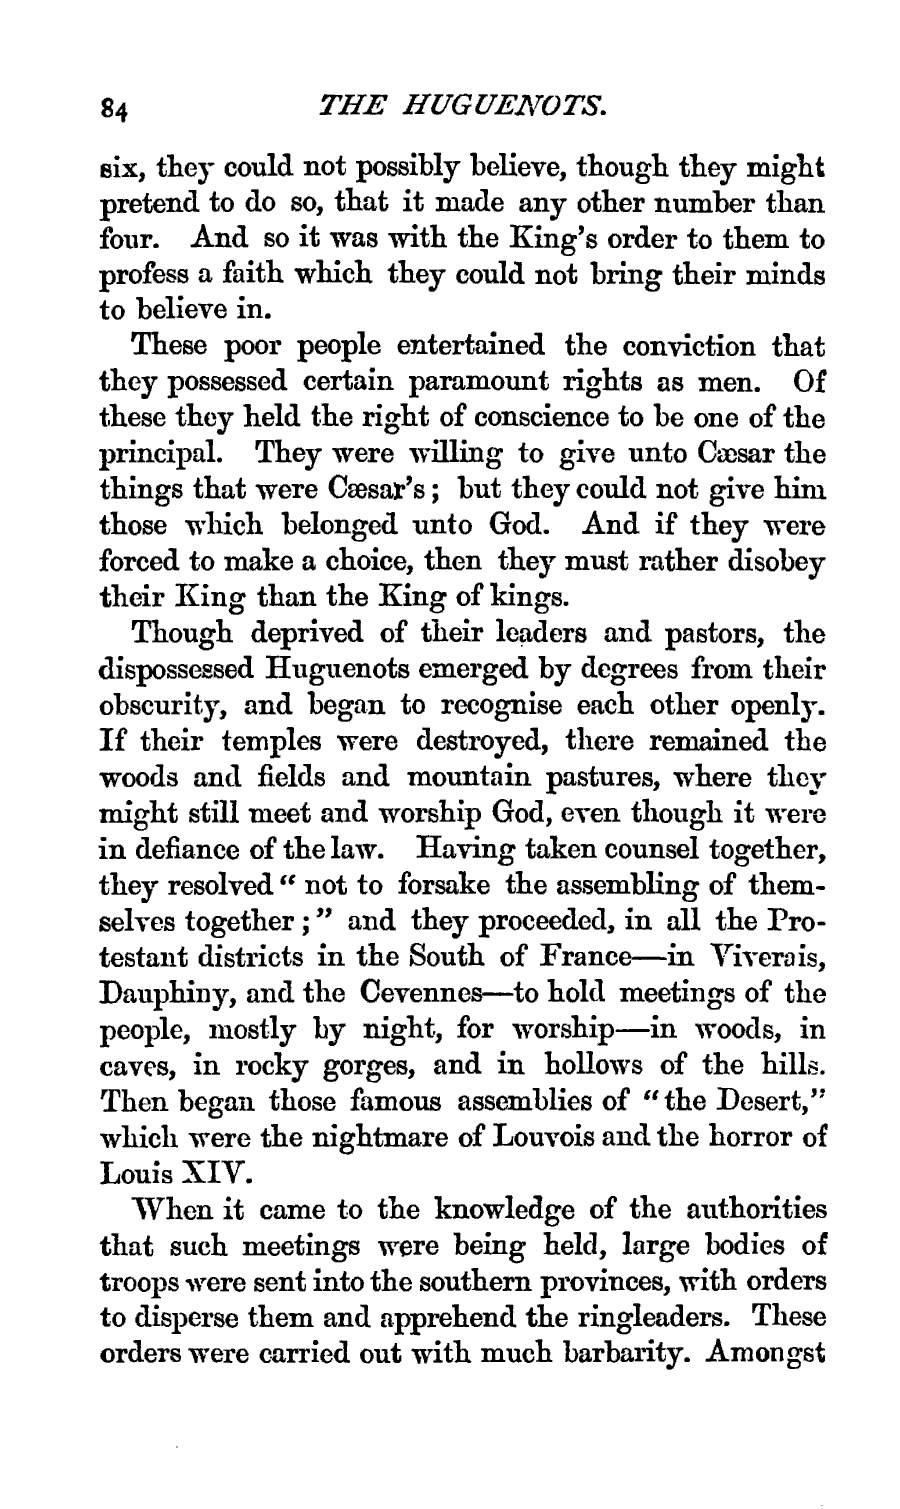 84 THE HUGUENOTS.
six, they could not possibly believe, though they might
pretend to do so, that it made any other number than
four. And so it was with the King's order to them to
profess a faith which they could not bring their minds
to believe in.
These poor people entertained the conviction that
they possessed certain paramount rights as men. Of
these they held the right of conscience to be one of the
principal. They were willing to give unto Cæsar the
things that were Cæsar's; but they could not give him
those which belonged unto God. And if they were
forced to make a choice, then they must rather disobey
their King than the King of kings.
Though deprived of their leaders and pastors, the
dispossessed Huguenots emerged by degrees from their
obscurity, and began to recognise each other openly.
If their temples were destroyed, there remained the
woods and fields and mountain pastures, where they
might still meet and worship God, even though it were
in defiance of the law. Having taken counsel together,
they resolved "not to forsake the assembling of them-
selves together;" and they proceeded, in all the Pro-
testant districts in the South of France—in Viverais,
Dauphiny, and the Cevennes—to hold meetings of the
people, mostly by night, for worship—in woods, in
caves, in rocky gorges, and in hollows of the hills.
Then began those famous assemblies of "the Desert,"
which were the nightmare of Louvois and the horror of
Louis XIV.
When it came to the knowledge of the authorities
that such meetings were being held, large bodies of
troops were sent into the southern provinces, with orders
to disperse them and apprehend the ringleaders. These
orders were carried out with much barbarity. Amongst